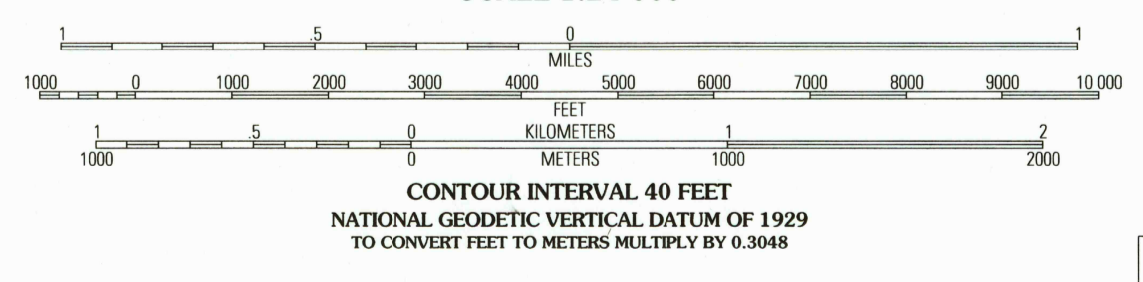 1 .5 0 1
MILES
1000 0 1000 2000 3000 4000 5000 6000 7000 8000 9000 10 000
FEET
1 .5 0 KILOMETERS 1 2
1000 0 METERS 1000 2000
CONTOUR INTERVAL 40 FEET
NATIONAL GEODETIC VERTICAL DATUM OF 1929
TO CONVERT FEET TO METERS MULTIPLY BY 0.3048